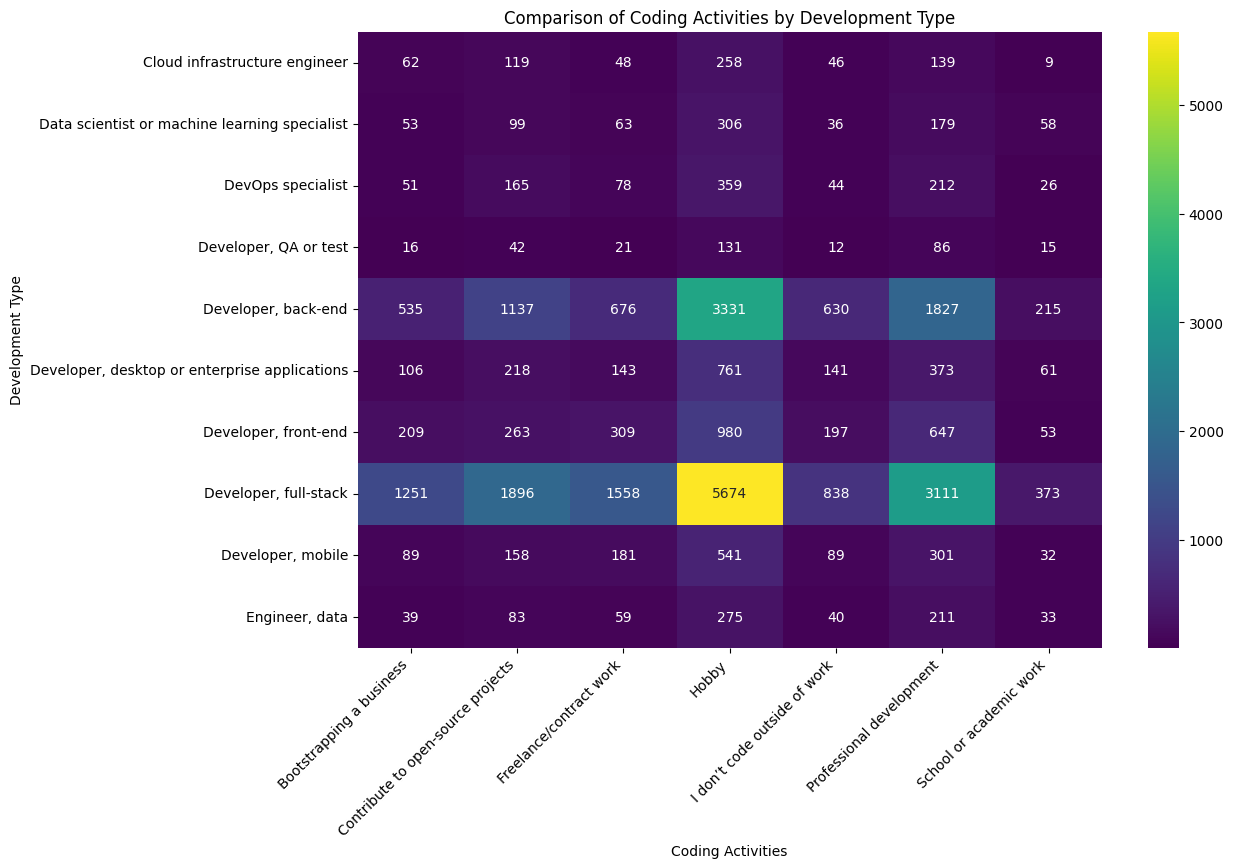 Comparison of Coding Activities by Development Type
Development Type
Cloud infrastructure engineer 62 119 48 258 46 139 9
Data scientist or machine learning specialist 53 99 63 306 36 179 58
DevOps specialist 51 165 78 359 44 212 26
Developer, QA or test 16 42 21 131 12 86 15
Developer, back-end 535 1137 676 3331 630 1827 215
Developer, desktop or enterprise applications 106 218 143 761 141 373 61
Developer, front-end 209 263 309 980 197 647 53
Developer, full-stack 1251 1896 1558 5674 838 3111 373
Developer, mobile 89 158 181 541 89 301 32
Engineer, data 39 83 59 275 40 211 33
Bootstrapping a business
Contribute to open-source projects
Freelance/contract work
Hobby
I don’t code outside of work
Professional development
School or academic work
Coding Activities
5000
4000
3000
2000
1000